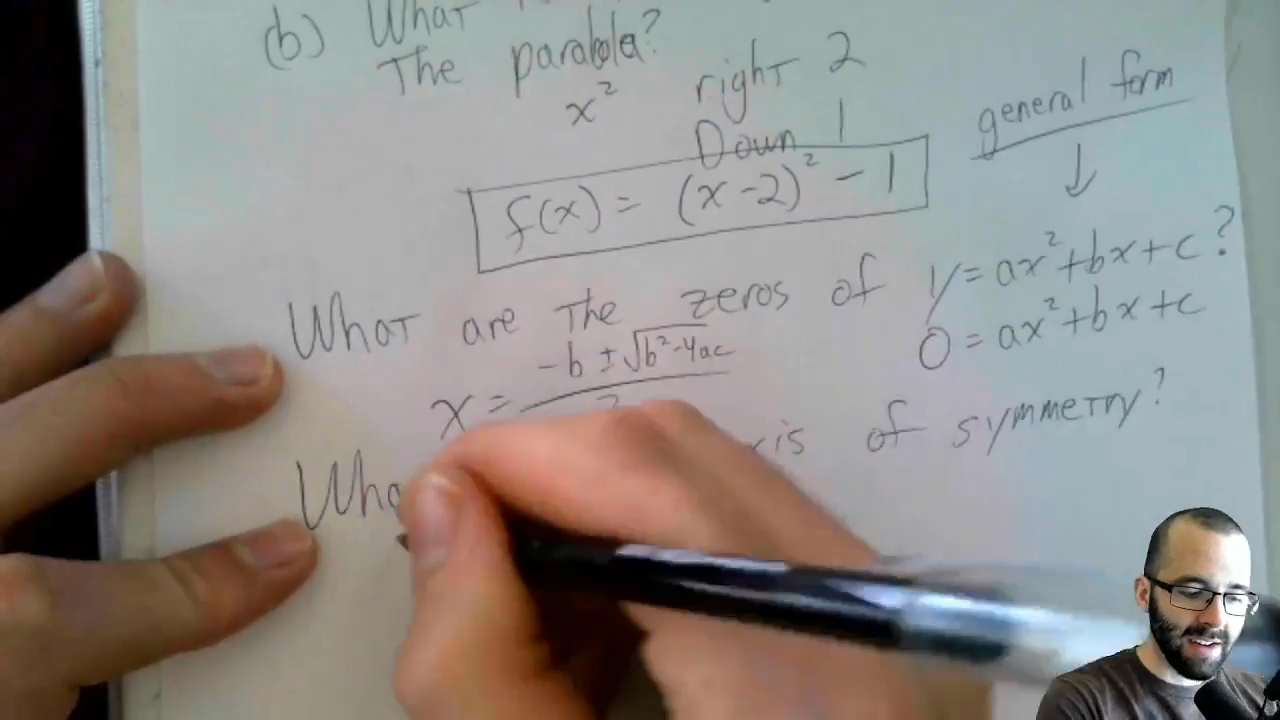 (b) What
The parabola?
x² right 2
Down 1
f(x) = (x-2)² - 1
general form
↓
What are The zeros of y = ax²+bx+c?
0 = ax²+bx+c
x = -b ± √b²-4ac
of symmetry?